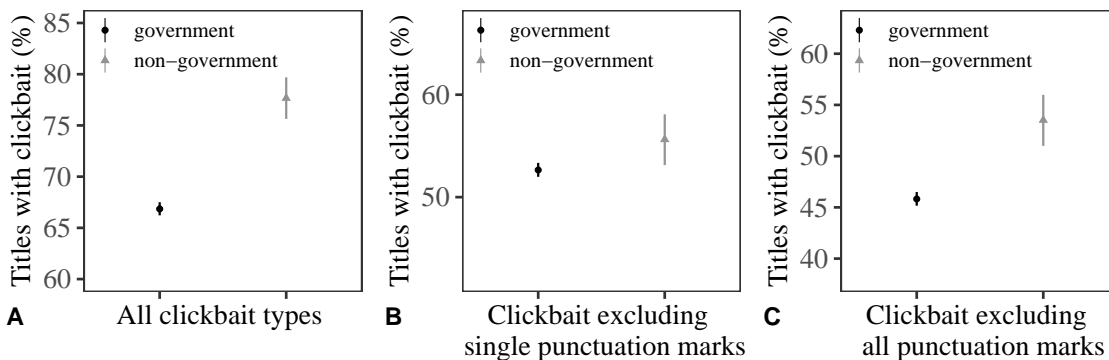 Titles with clickbait (%)
85
80
75
70
65
60
government
non−government
A
All clickbait types
Titles with clickbait (%)
60
50
government
non−government
B
Clickbait excluding
single punctuation marks
Titles with clickbait (%)
60
55
50
45
40
government
non−government
C
Clickbait excluding
all punctuation marks